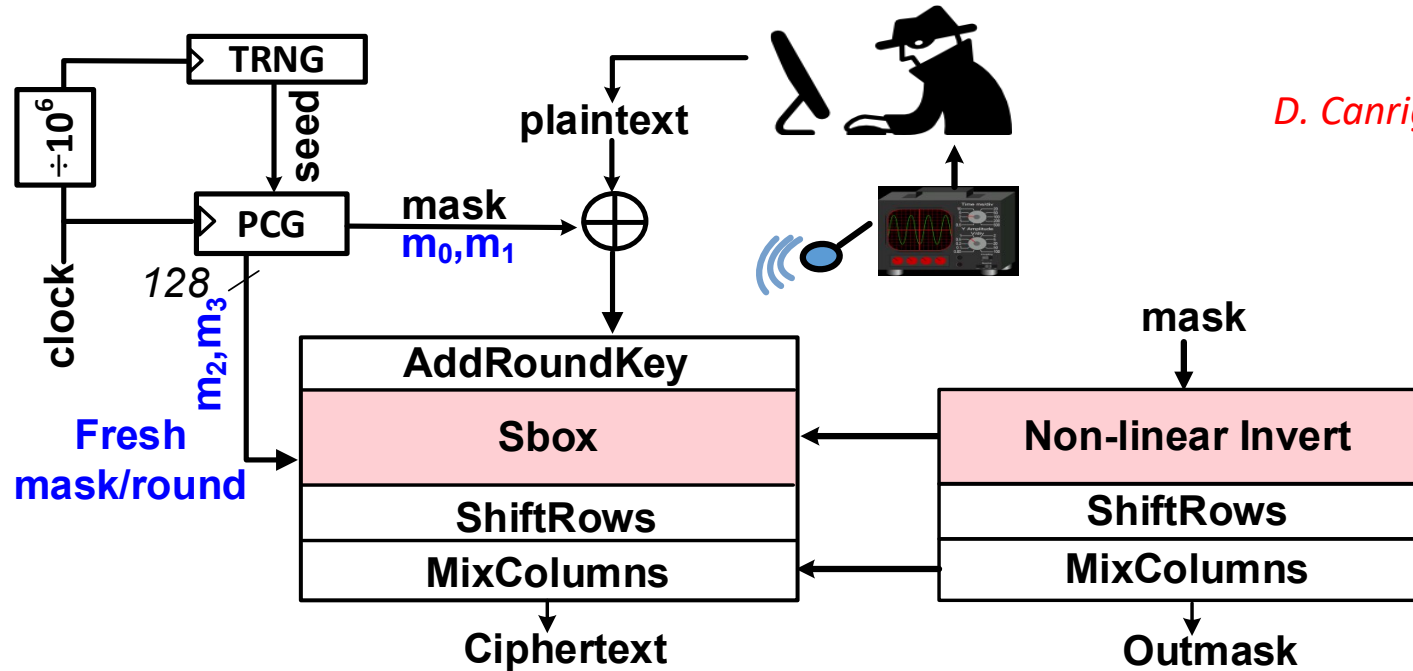 TRNG
÷10⁶
seed
plaintext
D. Canrig
PCG
mask
m₀,m₁
clock
128
m₂,m₃
Fresh
mask/round
AddRoundKey
Sbox
ShiftRows
MixColumns
Ciphertext
mask
Non-linear Invert
ShiftRows
MixColumns
Outmask